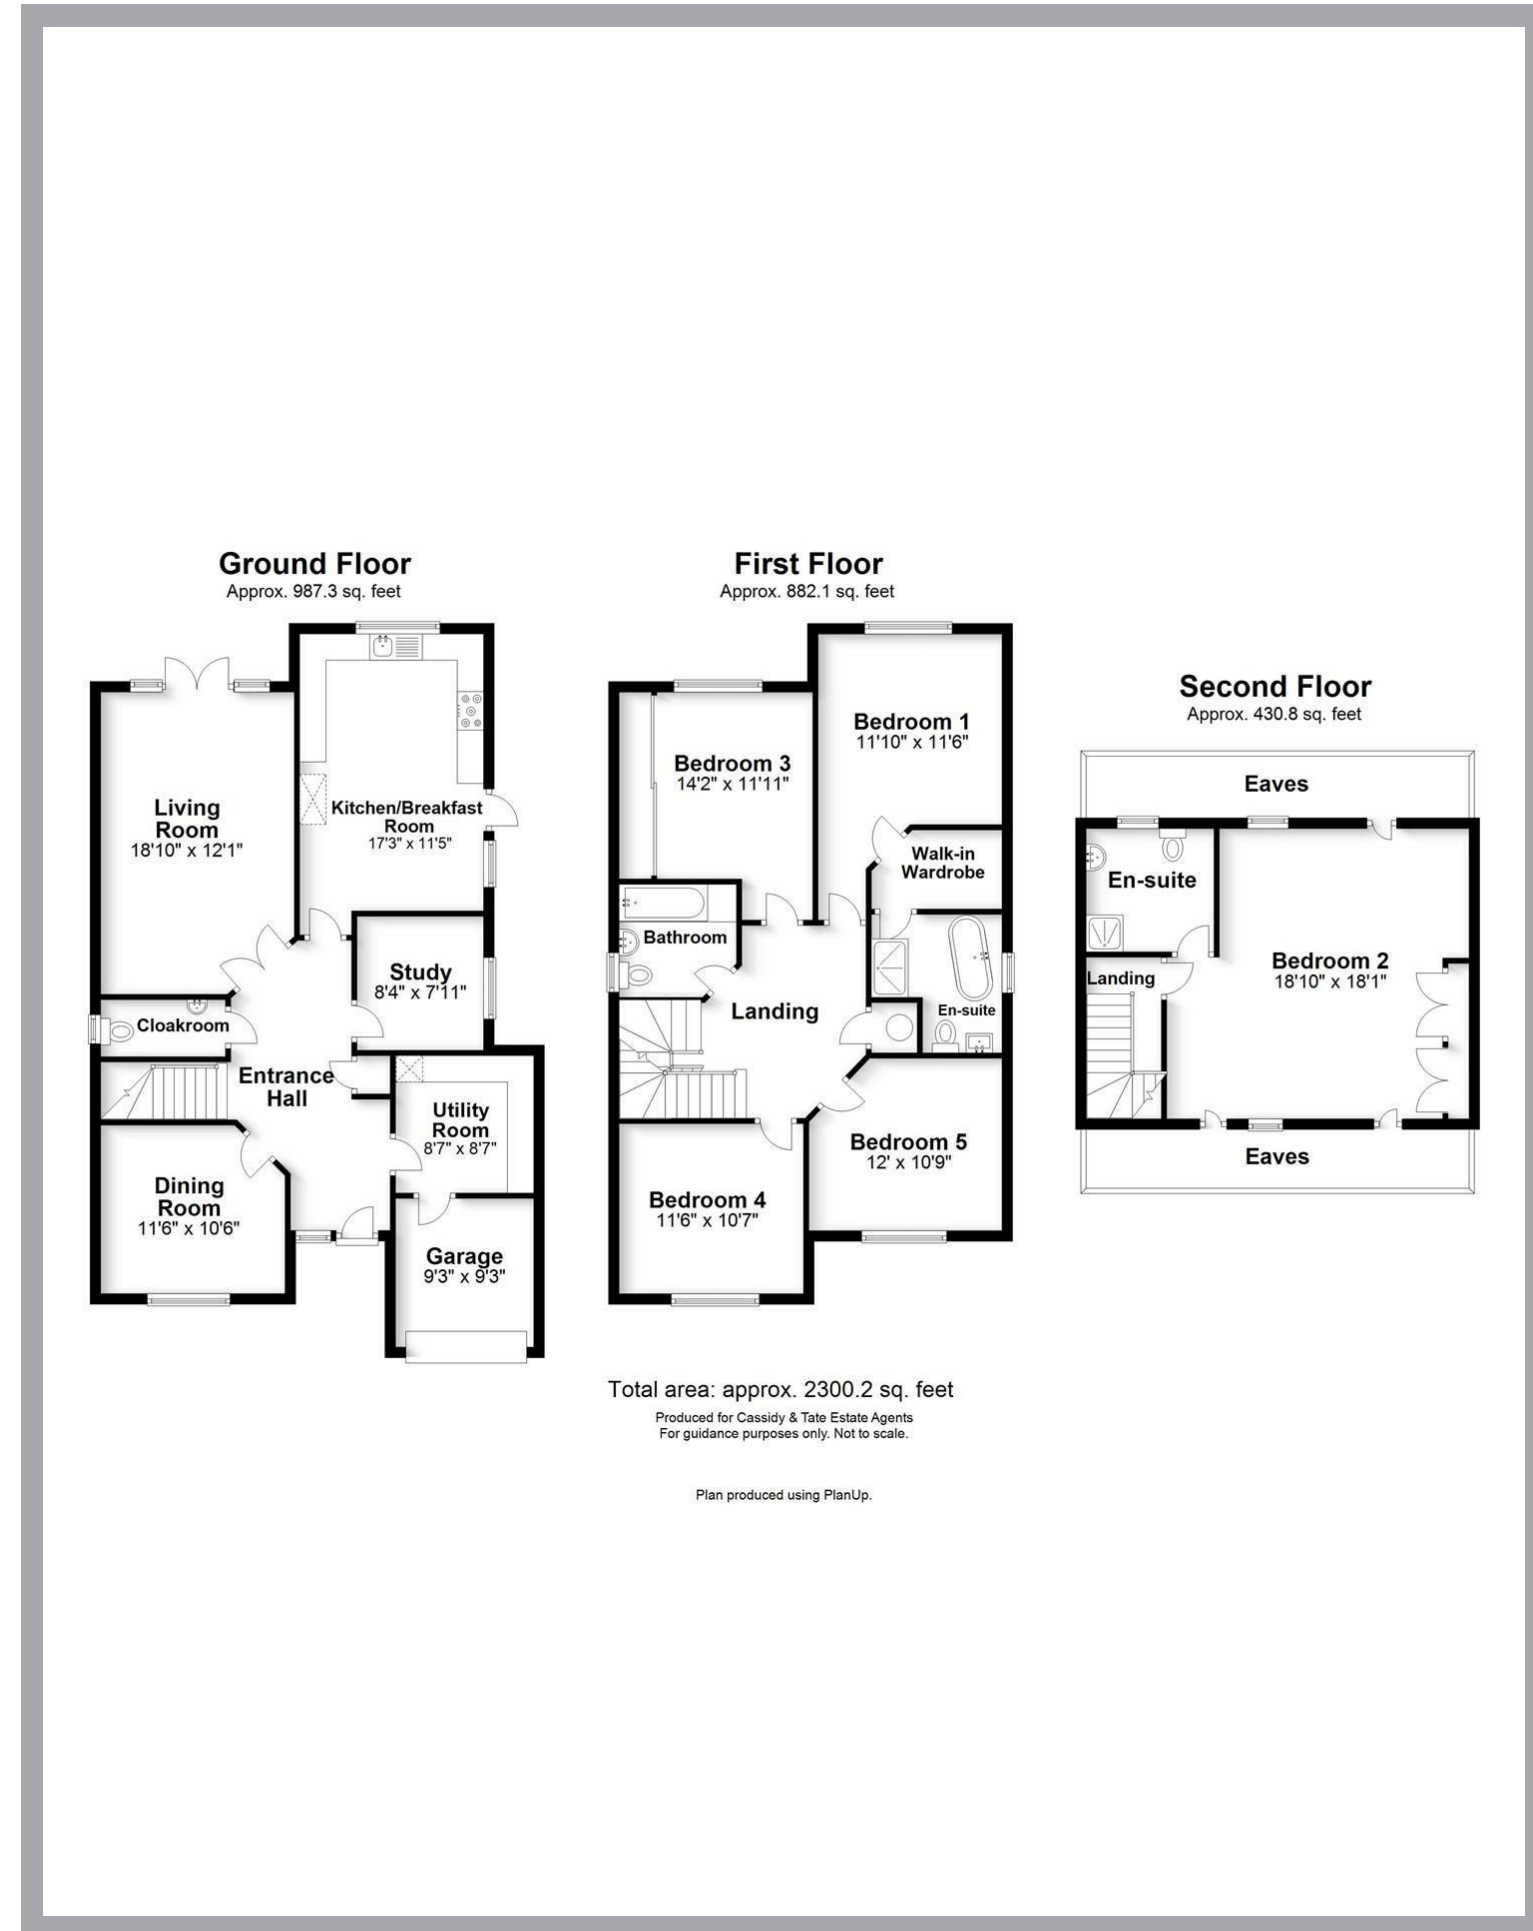 Ground Floor
Approx. 987.3 sq. feet
Living
Room
18'10" x 12'1"
Kitchen/Breakfast
Room
17'3" x 11'5"
Study
8'4" x 7'11"
Cloakroom
Entrance
Hall
Utility
Room
8'7" x 8'7"
Dining
Room
11'6" x 10'6"
Garage
9'3" x 9'3"
First Floor
Approx. 882.1 sq. feet
Bedroom 1
11'10" x 11'6"
Bedroom 3
14'2" x 11'11"
Walk-in
Wardrobe
Bathroom
Landing
En-suite
Bedroom 5
12' x 10'9"
Bedroom 4
11'6" x 10'7"
Second Floor
Approx. 430.8 sq. feet
Eaves
En-suite
Bedroom 2
18'10" x 18'1"
Landing
Eaves
Total area: approx. 2300.2 sq. feet
Produced for Cassidy & Tate Estate Agents
For guidance purposes only. Not to scale.
Plan produced using PlanUp.